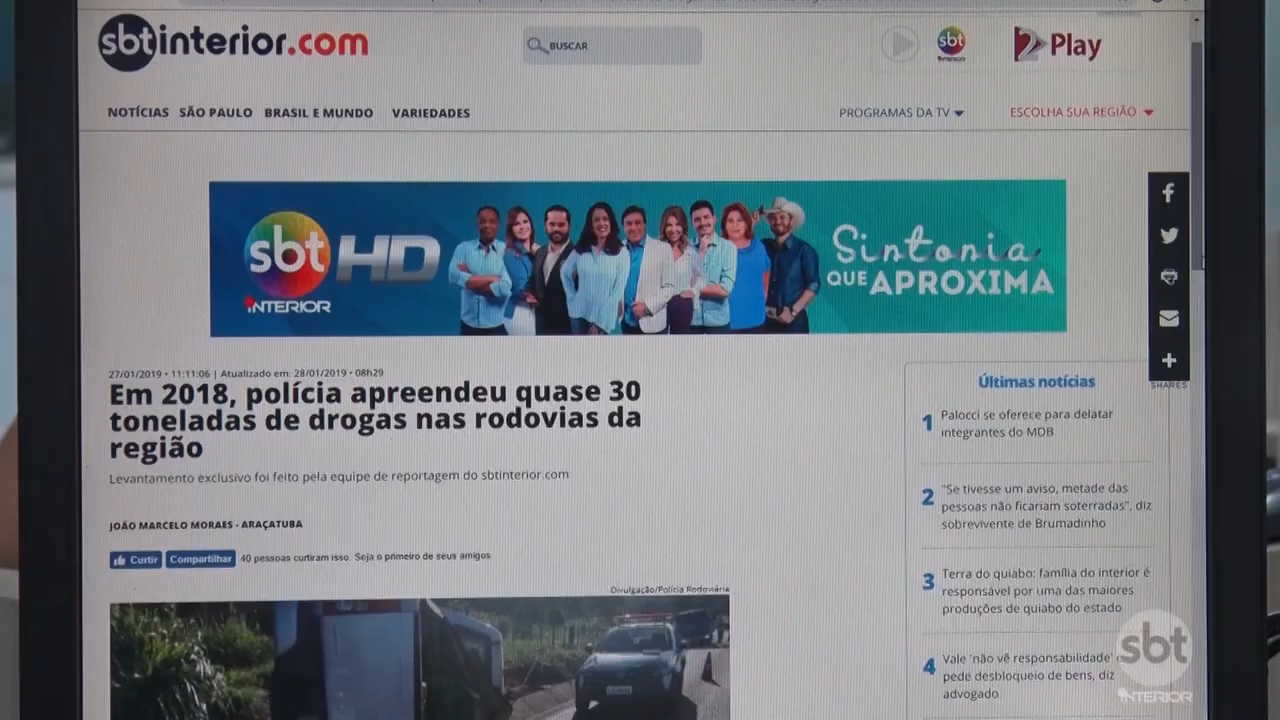 sbtinterior.com
BUSCAR
sbt
INTERIOR
Play
NOTÍCIAS SÃO PAULO BRASIL E MUNDO VARIEDADES
PROGRAMAS DA TV
ESCOLHA SUA REGIÃO
sbt HD
INTERIOR
Sintonia
QUE APROXIMA
SHARES
27/01/2019 • 11:11:06 | Atualizado em: 28/01/2019 • 08h29
Em 2018, polícia apreendeu quase 30
toneladas de drogas nas rodovias da
região
Levantamento exclusivo foi feito pela equipe de reportagem do sbtinterior.com
JOÃO MARCELO MORAES - ARAÇATUBA
Curtir Compartilhar 40 pessoas curtiram isso. Seja o primeiro de seus amigos.
Divulgação/Polícia Rodoviária
Últimas notícias
1 Palocci se oferece para delatar
integrantes do MDB
2 "Se tivesse um aviso, metade das
pessoas não ficariam soterradas", diz
sobrevivente de Brumadinho
3 Terra do quiabo: família do interior é
responsável por uma das maiores
produções de quiabo do estado
4 Vale 'não vê responsabilidade'
pede desbloqueio de bens, diz
advogado
sbt
INTERIOR